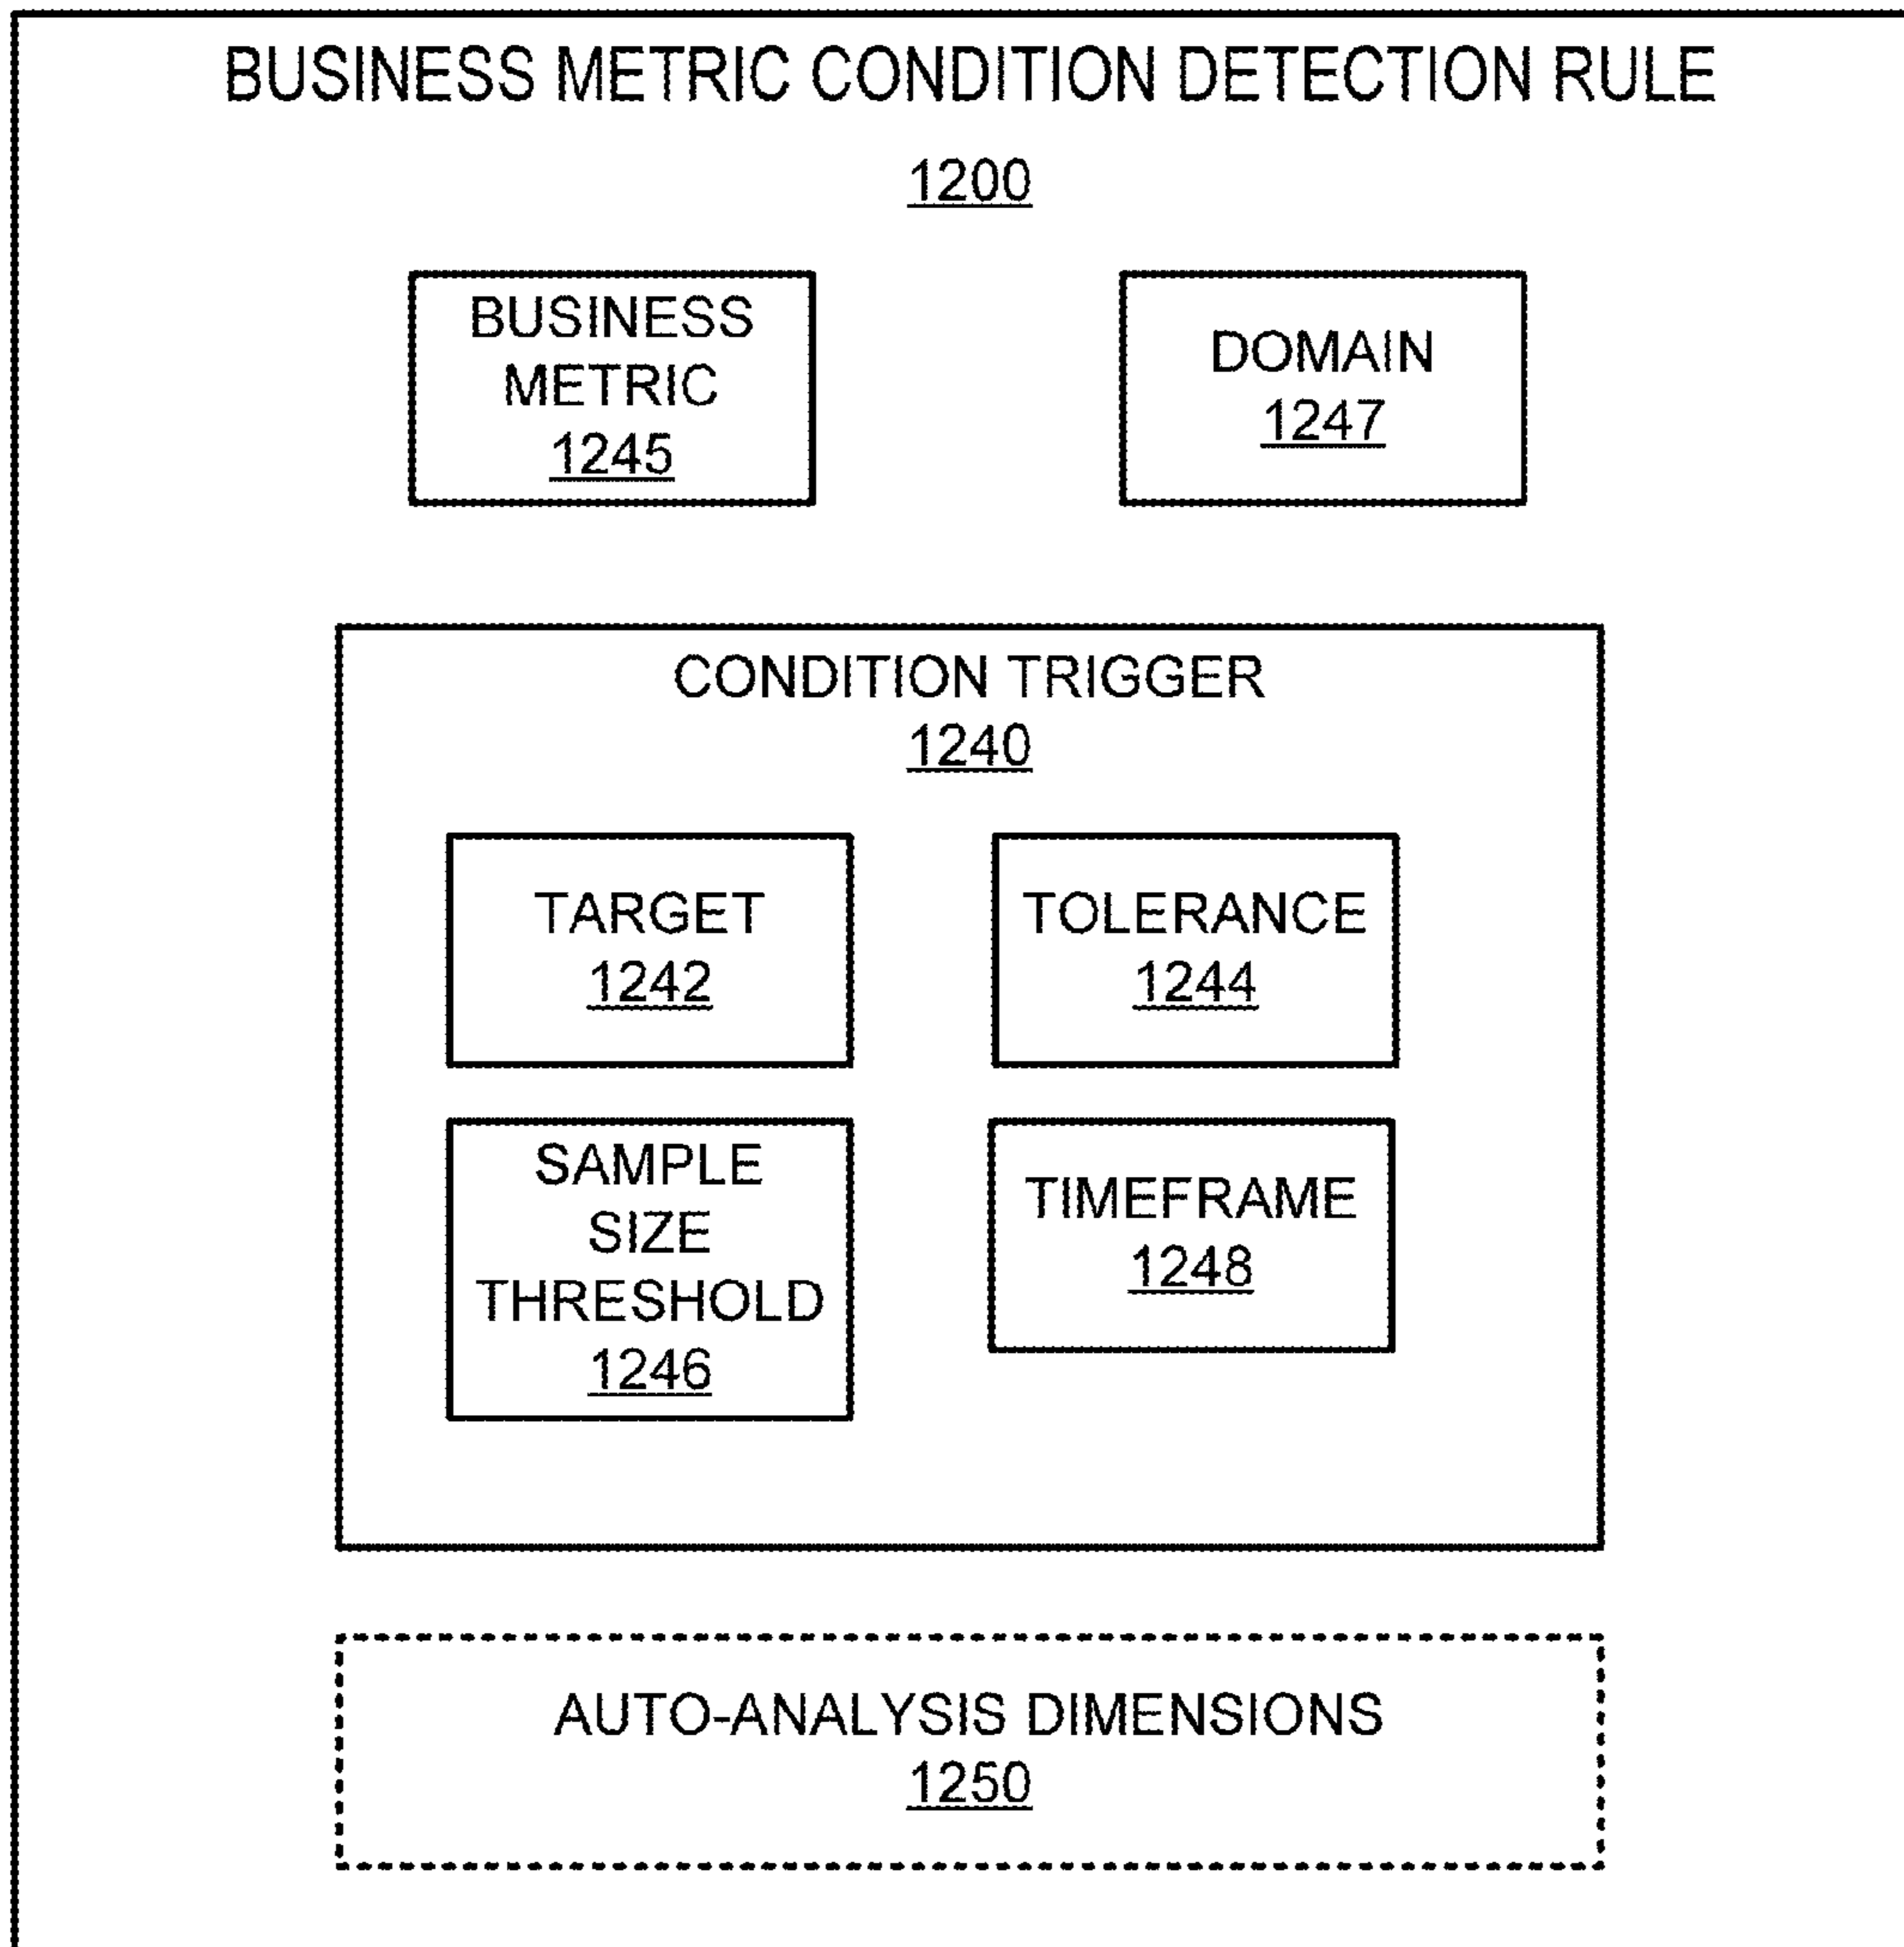 BUSINESS METRIC CONDITION DETECTION RULE
1200
BUSINESS
METRIC
1245
DOMAIN
1247
CONDITION TRIGGER
1240
TARGET
1242
TOLERANCE
1244
SAMPLE
SIZE
THRESHOLD
1246
TIMEFRAME
1248
AUTO-ANALYSIS DIMENSIONS
1250